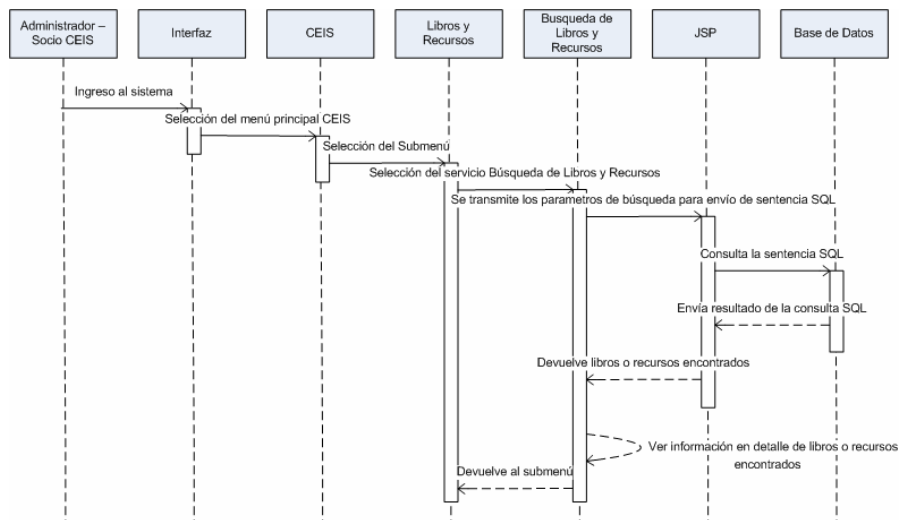 Administrador –
Socio CEIS
Interfaz
CEIS
Libros y
Recursos
Busqueda de
Libros y
Recursos
JSP
Base de Datos
Ingreso al sistema
Selección del menú principal CEIS
Selección del Submenú
Selección del servicio Búsqueda de Libros y Recursos
Se transmite los parametros de búsqueda para envío de sentencia SQL
Consulta la sentencia SQL
Envía resultado de la consulta SQL
Devuelve libros o recursos encontrados
Ver información en detalle de libros o recursos
encontrados
Devuelve al submenú